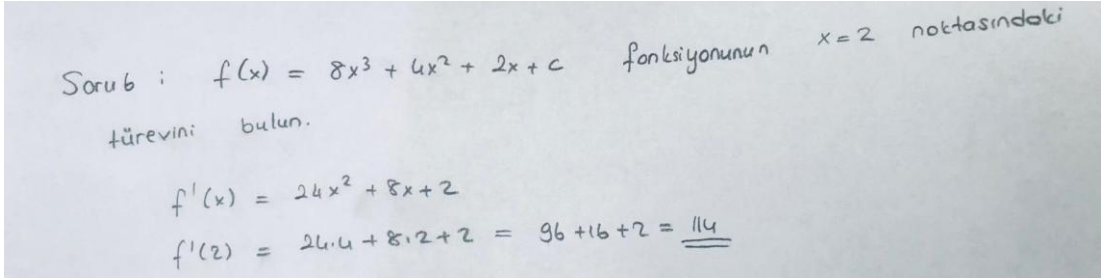 Soru 6 : f(x) = 8x³ + 4x² + 2x + c fonksiyonunun x = 2 noktasındaki
türevini bulun.
f'(x) = 24x² + 8x + 2
f'(2) = 24.4 + 8.2 + 2 = 96 + 16 + 2 = 114